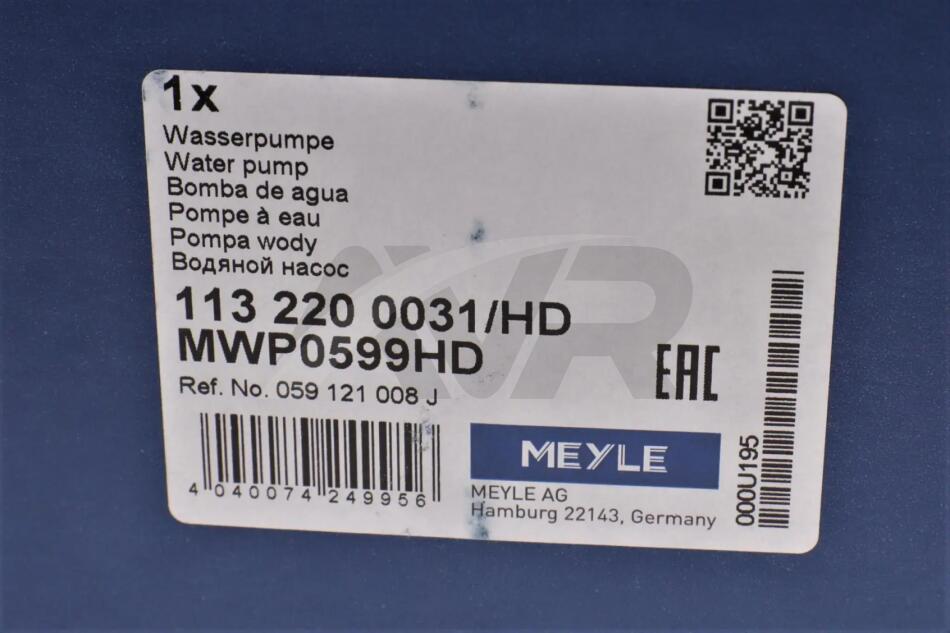 1x
Wasserpumpe
Water pump
Bomba de agua
Pompe à eau
Pompa wody
Водяной насос
113 220 0031/HD
MWP0599HD
Ref. No. 059 121 008 J
4 040074 249956
EAC
MEYLE
MEYLE AG
Hamburg 22143, Germany
000U195
AVR